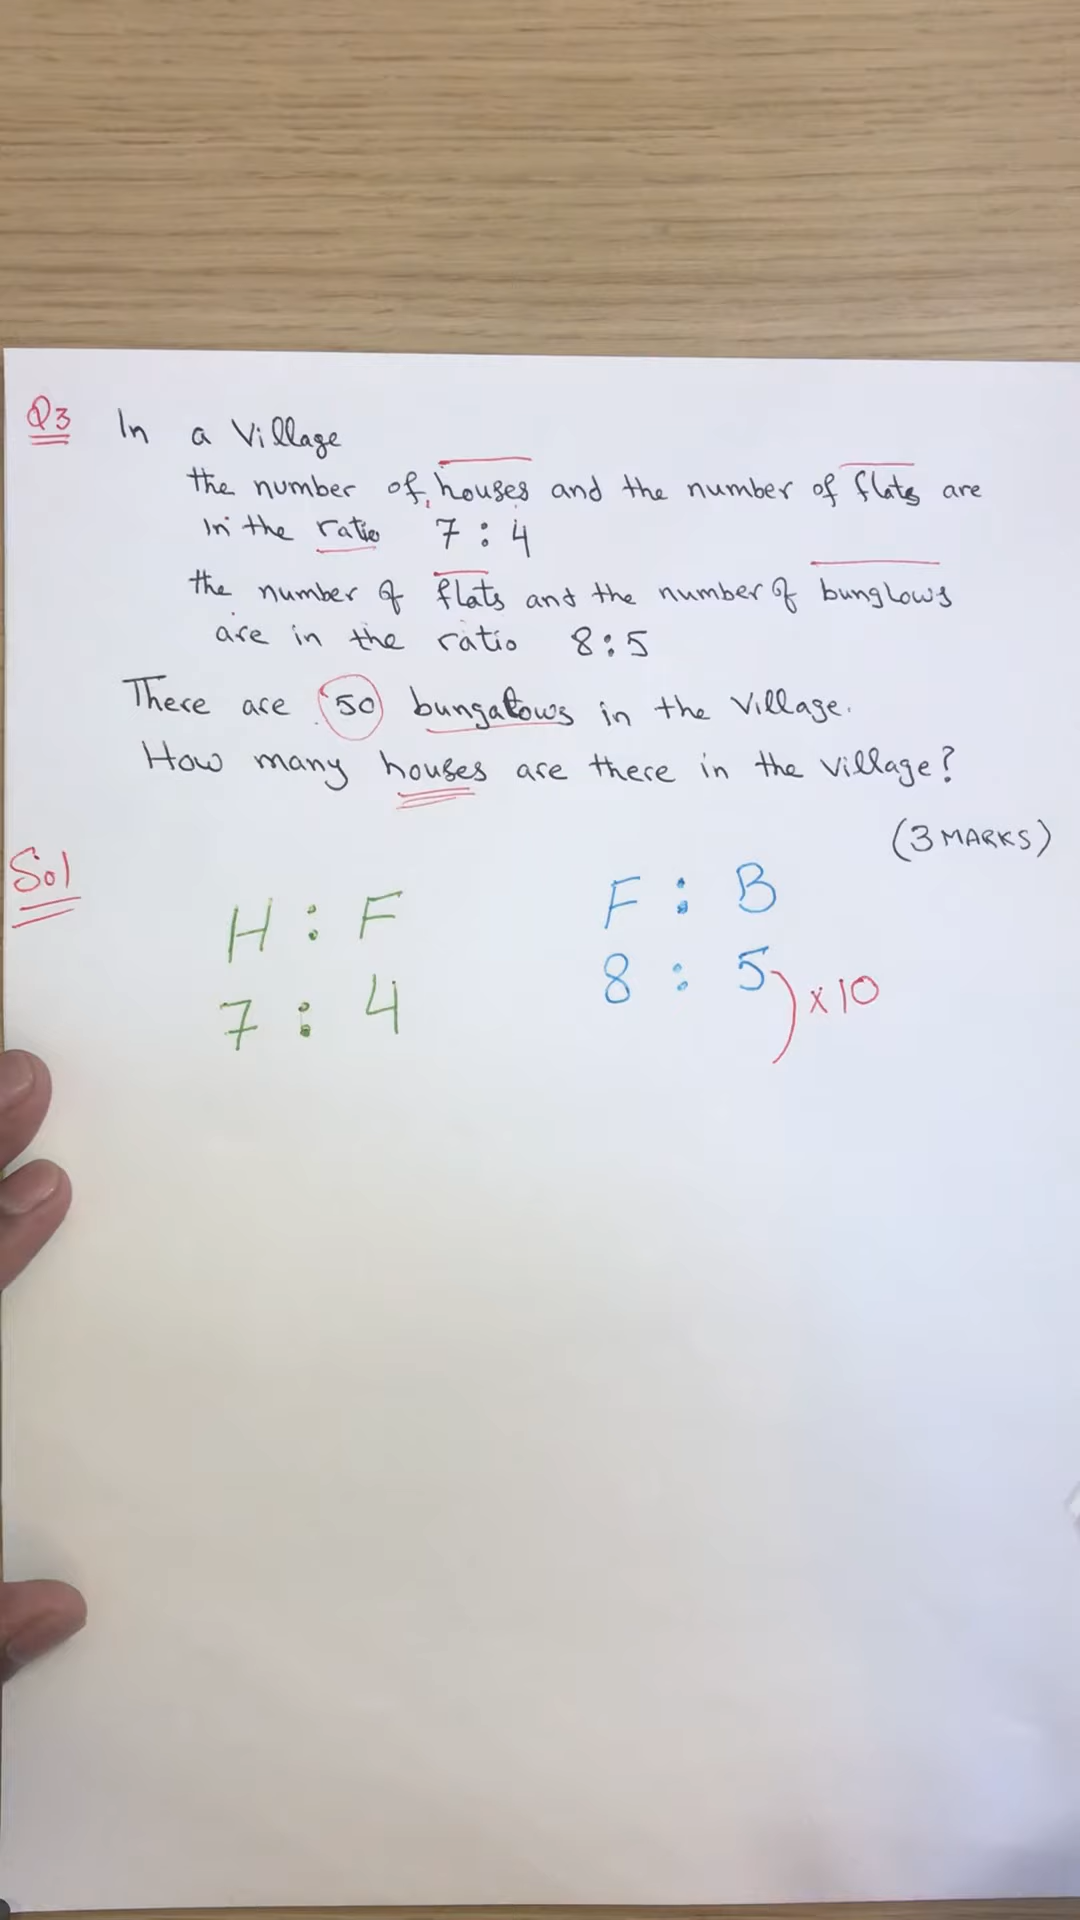 Q3 In a Village
the number of houses and the number of flats are
in the ratio 7 : 4
the number of flats and the number of bunglows
are in the ratio 8 : 5
There are 50 bungalows in the Village.
How many houses are there in the village?
(3 MARKS)
Sol
H : F
7 : 4
F : B
8 : 5
x 10